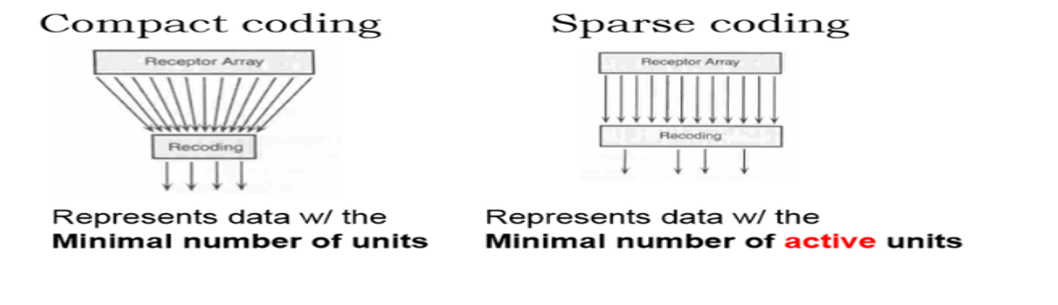 Compact coding
Receptor Array
Recoding
Represents data w/ the
Minimal number of units
Sparse coding
Receptor Array
Recoding
Represents data w/ the
Minimal number of active units